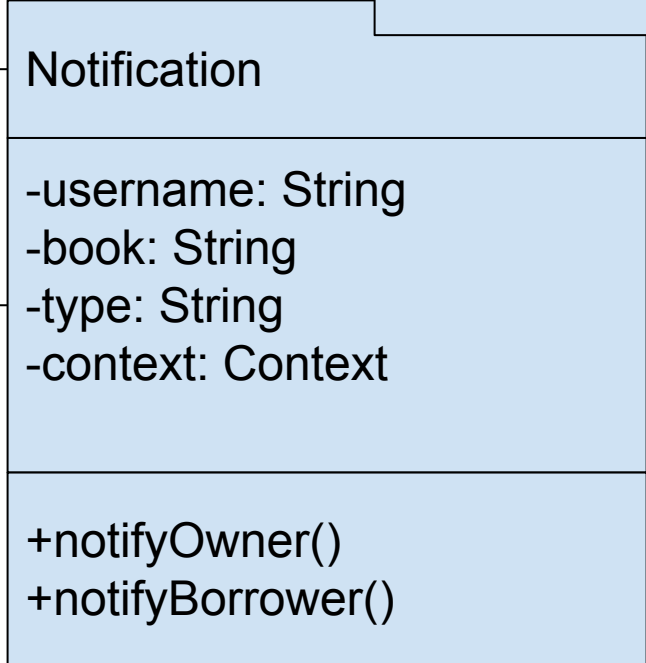 Notification
-username: String
-book: String
-type: String
-context: Context
+notifyOwner()
+notifyBorrower()